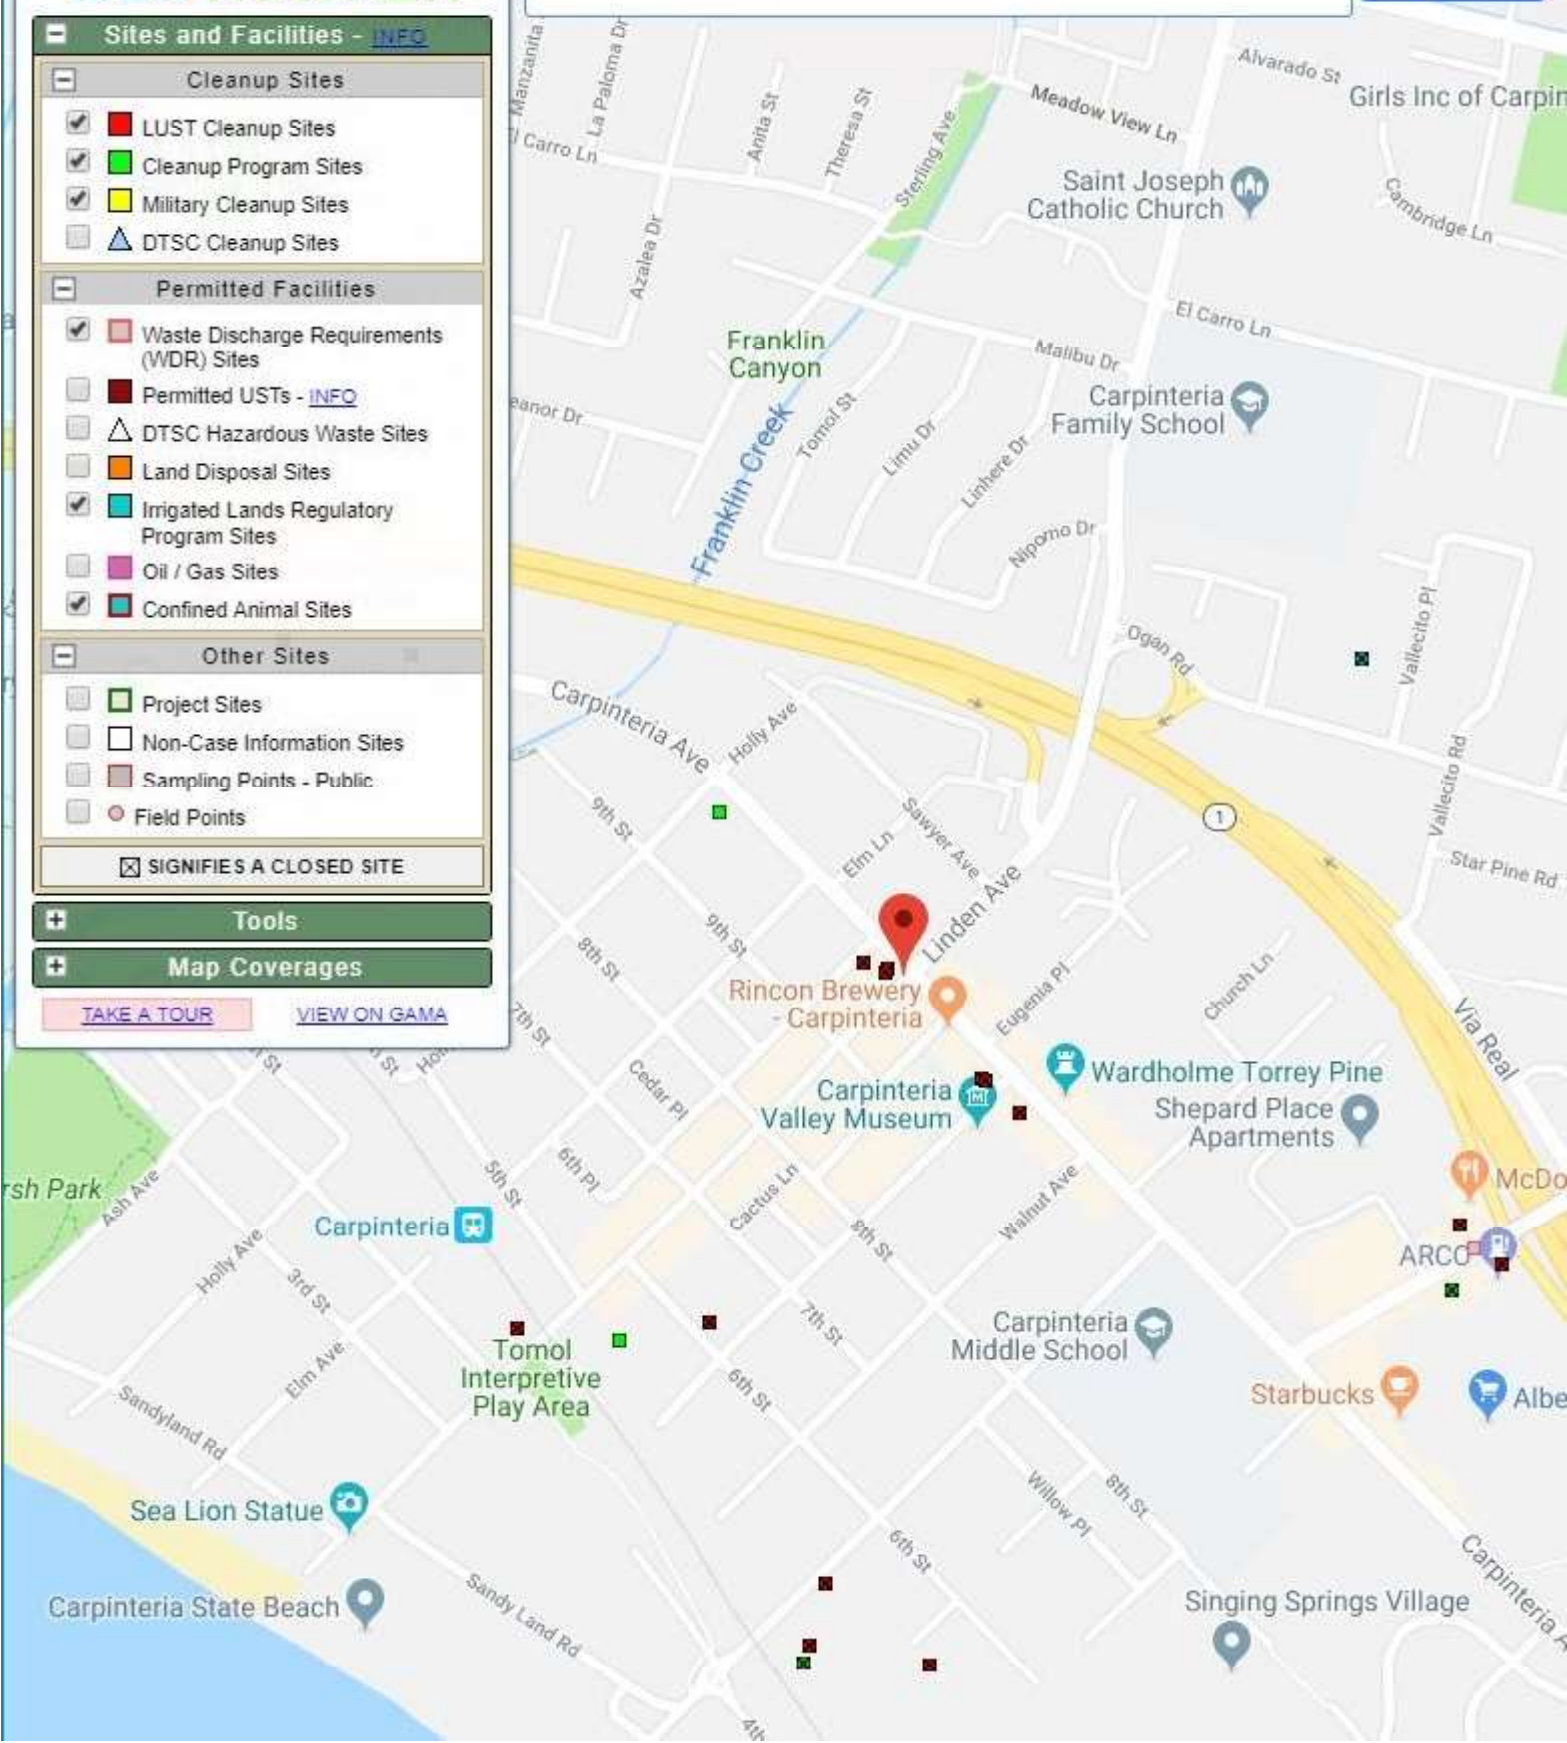 Sites and Facilities - INFO
Cleanup Sites
LUST Cleanup Sites
Cleanup Program Sites
Military Cleanup Sites
DTSC Cleanup Sites
Permitted Facilities
Waste Discharge Requirements
(WDR) Sites
Permitted USTs - INFO
DTSC Hazardous Waste Sites
Land Disposal Sites
Irrigated Lands Regulatory
Program Sites
Oil / Gas Sites
Confined Animal Sites
Other Sites
Project Sites
Non-Case Information Sites
Sampling Points - Public
Field Points
SIGNIFIES A CLOSED SITE
Tools
Map Coverages
TAKE A TOUR
VIEW ON GAMA
Manzanita
La Paloma Dr
El Carro Ln
Anita St
Theresa St
Sterling Ave
Meadow View Ln
Alvarado St
Girls Inc of Carpin
Saint Joseph
Catholic Church
Cambridge Ln
Azalea Dr
El Carro Ln
Franklin
Canyon
Malibu Dr
Carpinteria
Family School
eanor Dr
Franklin Creek
Tomol St
Limu Dr
Linhere Dr
Nipomo Dr
Ogan Rd
Vallecito Pl
Carpinteria Ave
Holly Ave
Vallecito Rd
9th St
Elm Ln
Sawyer Ave
1
Star Pine Rd
Linden Ave
9th St
8th St
Rincon Brewery
- Carpinteria
Eugenia Pl
Church Ln
Via Real
7th St
Cedar Pl
Carpinteria
Valley Museum
Wardholme Torrey Pine
Shepard Place
Apartments
McDo
rsh Park
Ash Ave
5th St
6th Pl
Cactus Ln
Walnut Ave
Carpinteria
8th St
ARCO
Holly Ave
3rd St
7th St
Carpinteria
Middle School
Tomol
Interpretive
Play Area
Elm Ave
6th St
Starbucks
Albe
Sandyland Rd
Sea Lion Statue
Willow Pl
8th St
6th St
Carpinteria A
Carpinteria State Beach
Sandy Land Rd
Singing Springs Village
4th